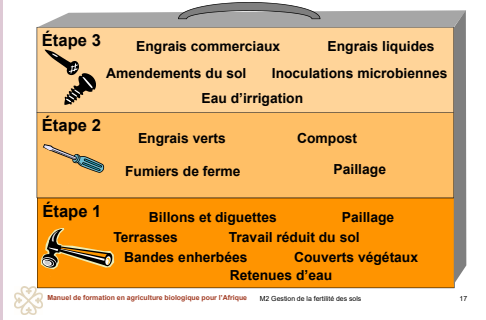 Étape 3
Engrais commerciaux Engrais liquides
Amendements du sol Inoculations microbiennes
Eau d'irrigation
Étape 2
Engrais verts Compost
Fumiers de ferme Paillage
Étape 1
Billons et diguettes Paillage
Terrasses Travail réduit du sol
Bandes enherbées Couverts végétaux
Retenues d'eau
Manuel de formation en agriculture biologique pour l'Afrique M2 Gestion de la fertilité des sols 17